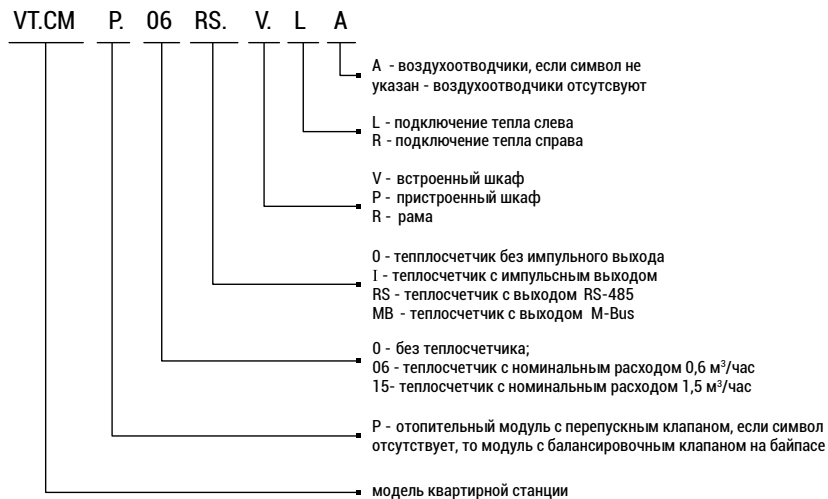 VT.CM P. 06 RS. V. L A
А - воздухоотводчики, если символ не
указан - воздухоотводчики отсутсвуют
L - подключение тепла слева
R - подключение тепла справа
V - встроенный шкаф
P - пристроенный шкаф
R - рама
0 - тепплосчетчик без импульного выхода
I - теплосчетчик с импульсным выходом
RS - теплосчетчик с выходом RS-485
MB - теплосчетчик с выходом M-Bus
0 - без теплосчетчика;
06 - теплосчетчик с номинальным расходом 0,6 м³/час
15- теплосчетчик с номинальным расходом 1,5 м³/час
P - отопительный модуль с перепускным клапаном, если символ
отсутствует, то модуль с балансировочным клапаном на байпасе
модель квартирной станции